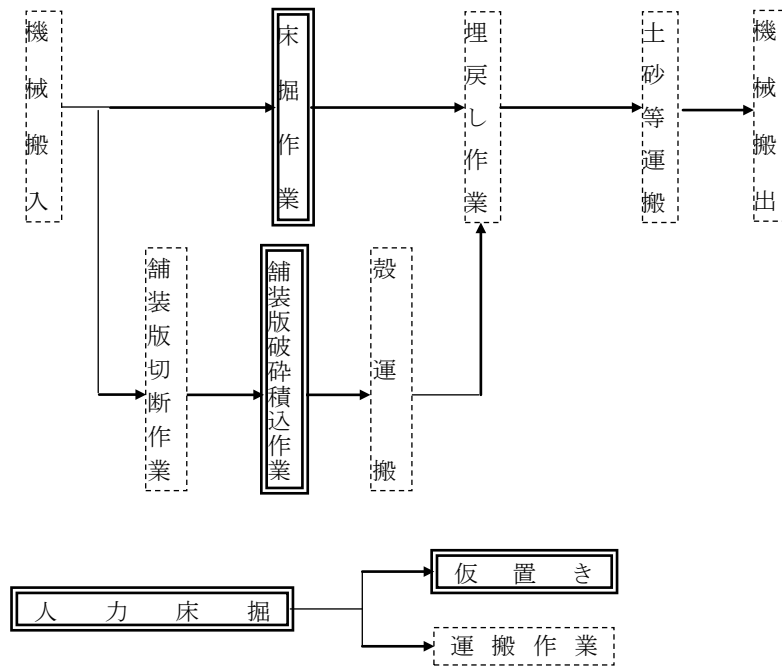 機械搬入
床掘作業
埋戻し作業
土砂等運搬
機械搬出
舗装版切断作業
舗装版破砕積込作業
殻運搬
人力床掘
仮置き
運搬作業